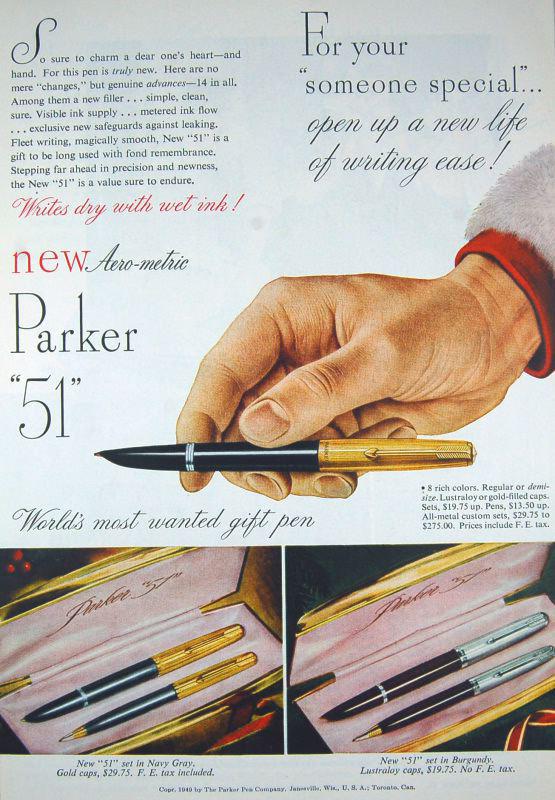 So sure to charm a dear one's heart—and
hand. For this pen is truly new. Here are no
mere "changes," but genuine advances—14 in all.
Among them a new filler . . . simple, clean,
sure. Visible ink supply . . . metered ink flow
. . . exclusive new safeguards against leaking.
Fleet writing, magically smooth, New "51" is a
gift to be long used with fond remembrance.
Stepping far ahead in precision and newness,
the New "51" is a value sure to endure.
Writes dry with wet ink!
For your
"someone special"...
open up a new life
of writing ease!
new Aero-metric
Parker
"51"
PARKER
• 8 rich colors. Regular or demi-
size. Lustraloy or gold-filled caps.
Sets, $19.75 up. Pens, $13.50 up.
All-metal custom sets, $29.75 to
$275.00. Prices include F. E. tax.
World's most wanted gift pen
Parker "51"
Parker "51"
New "51" set in Navy Gray.
Gold caps, $29.75. F. E. tax included.
New "51" set in Burgundy.
Lustraloy caps, $19.75. No F. E. tax.
Copr. 1949 by The Parker Pen Company, Janesville, Wis., U. S. A.; Toronto, Can.